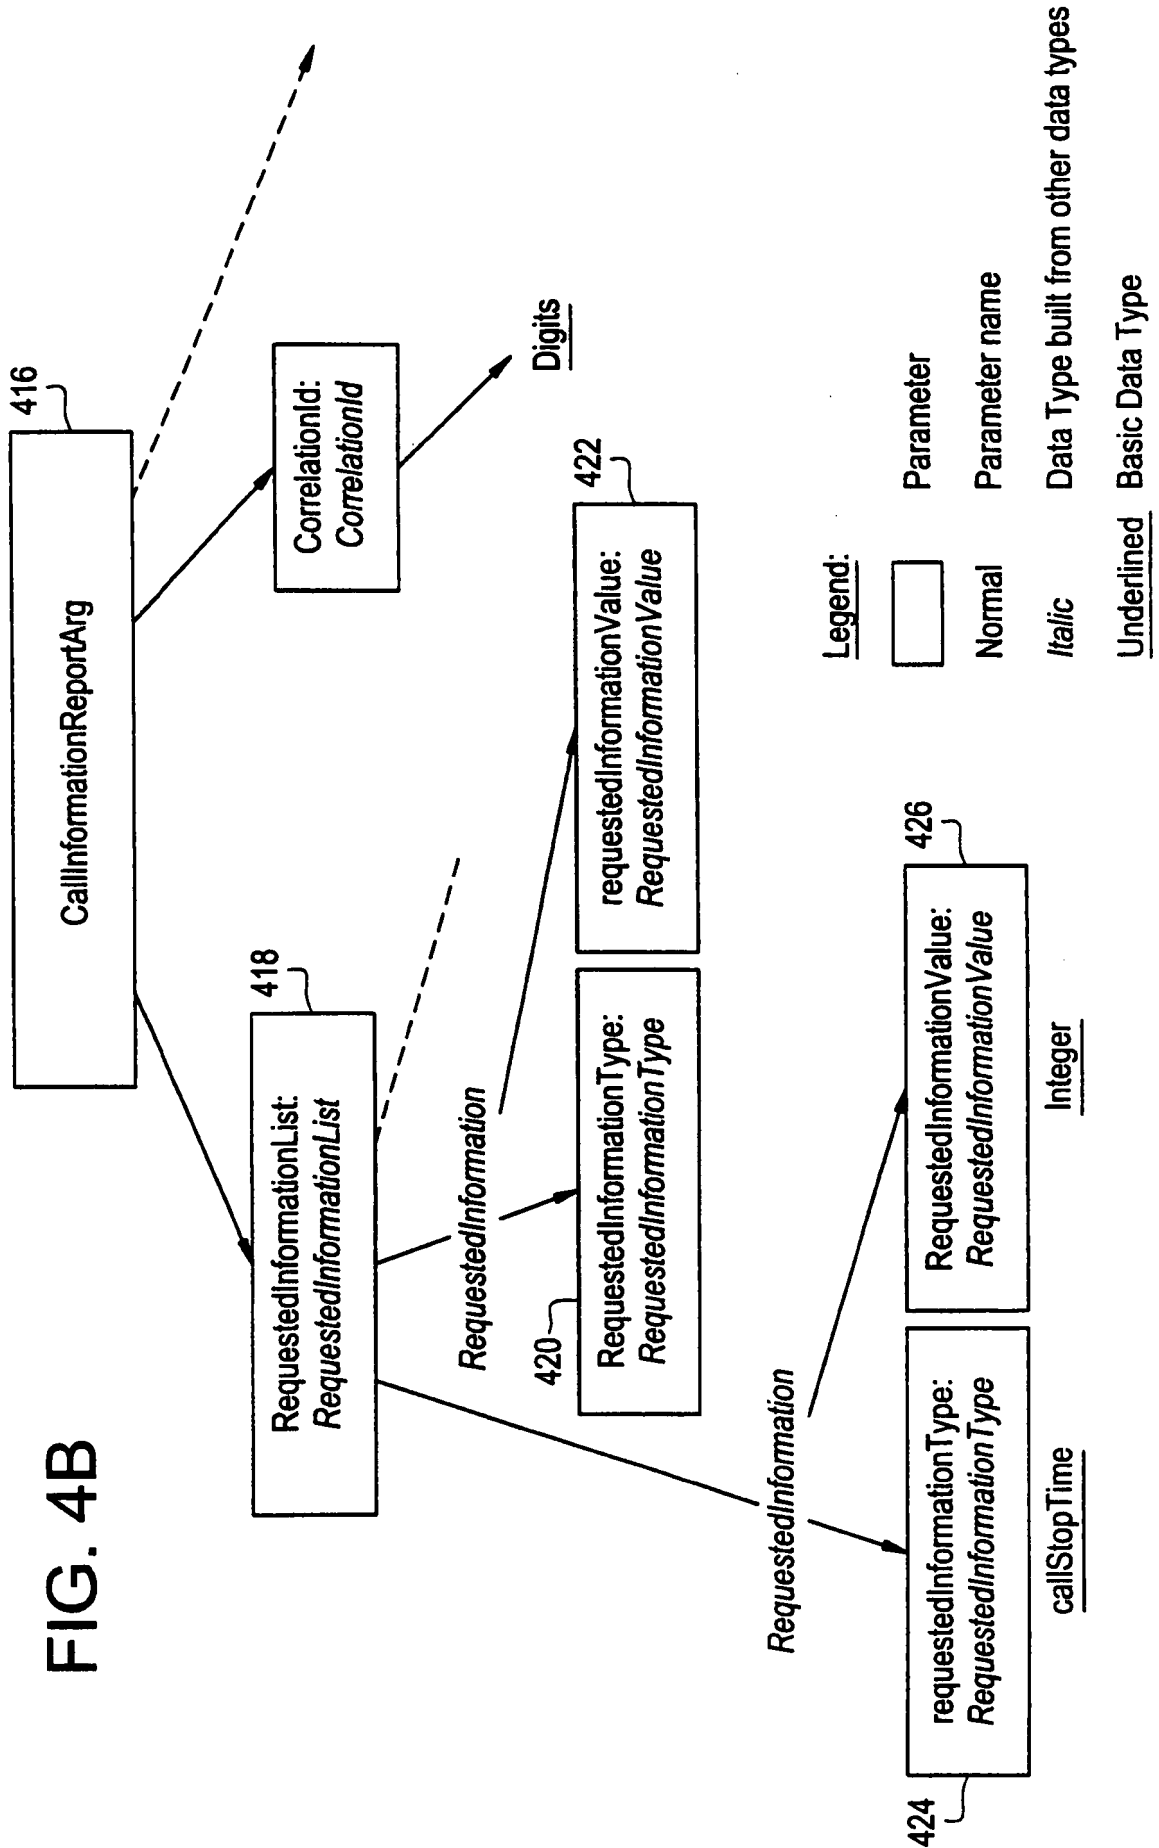 FIG. 4B
416
CallInformationReportArg
418
RequestedInformationList:
RequestedInformationList
CorrelationId:
CorrelationId
Digits
RequestedInformation
420
RequestedInformationType:
RequestedInformationType
422
requestedInformationValue:
RequestedInformationValue
RequestedInformation
424
requestedInformationType:
RequestedInformationType
callStopTime
426
RequestedInformationValue:
RequestedInformationValue
Integer
Legend:
Parameter
Normal Parameter name
Italic Data Type built from other data types
Underlined Basic Data Type